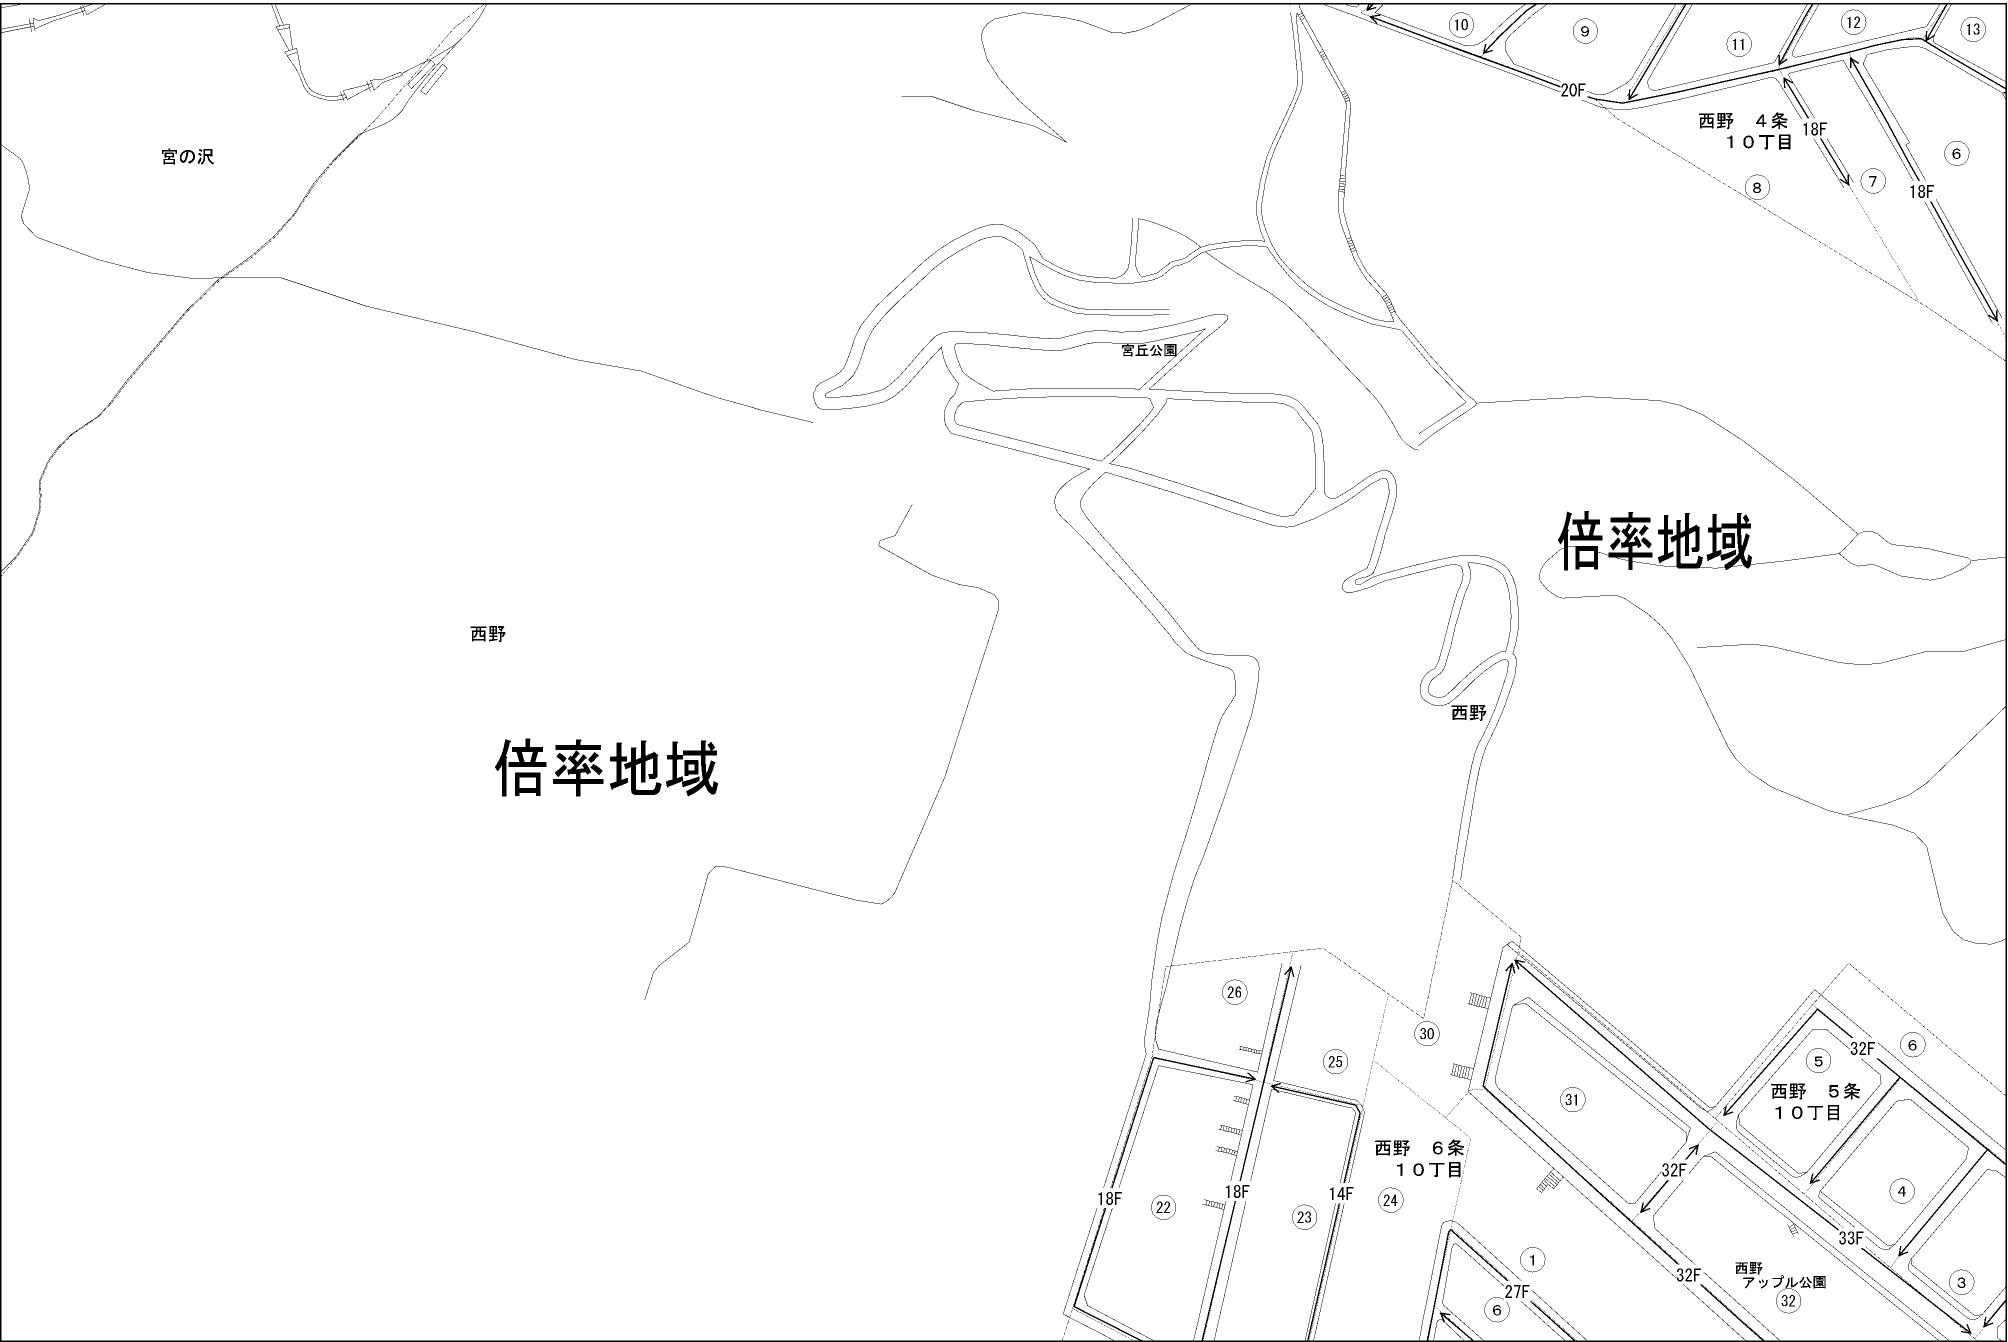 10
9
11
12
13
20F
西野　４条
１０丁目
18F
6
7
8
18F
宮の沢
宮丘公園
倍率地域
西野
西野
倍率地域
26
30
25
31
32F
6
5
西野　５条
１０丁目
西野　６条
１０丁目
32F
4
18F
22
18F
23
14F
24
33F
1
32F
西野
アップル公園
32
3
27F
6